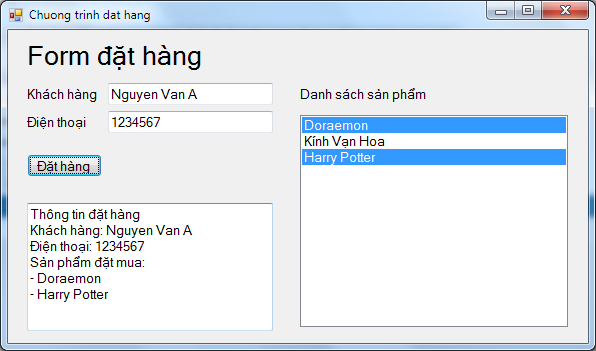 Chuong trinh dat hang
Form đặt hàng
Khách hàng
Nguyen Van A
Điện thoại
1234567
Đặt hàng
Thông tin đặt hàng
Khách hàng: Nguyen Van A
Điện thoại: 1234567
Sản phẩm đặt mua:
- Doraemon
- Harry Potter
Danh sách sản phẩm
Doraemon
Kính Vạn Hoa
Harry Potter